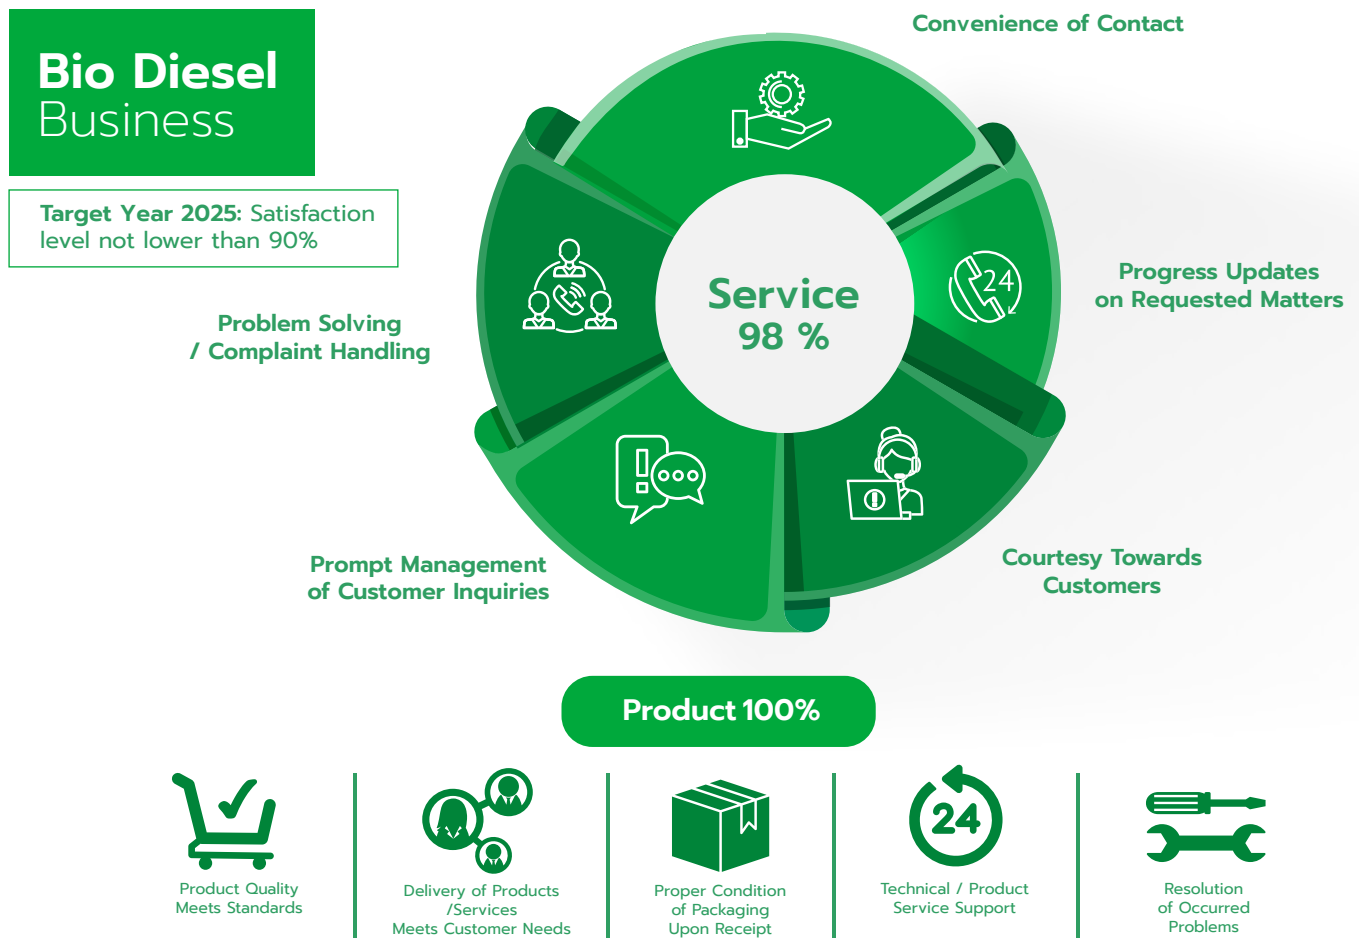 Bio Diesel
Business
Target Year 2025: Satisfaction
level not lower than 90%
Convenience of Contact
24
Progress Updates
on Requested Matters
Service
98 %
Problem Solving
/ Complaint Handling
Prompt Management
of Customer Inquiries
Courtesy Towards
Customers
Product 100%
Product Quality
Meets Standards
Delivery of Products
/Services
Meets Customer Needs
Proper Condition
of Packaging
Upon Receipt
24
Technical / Product
Service Support
Resolution
of Occurred
Problems